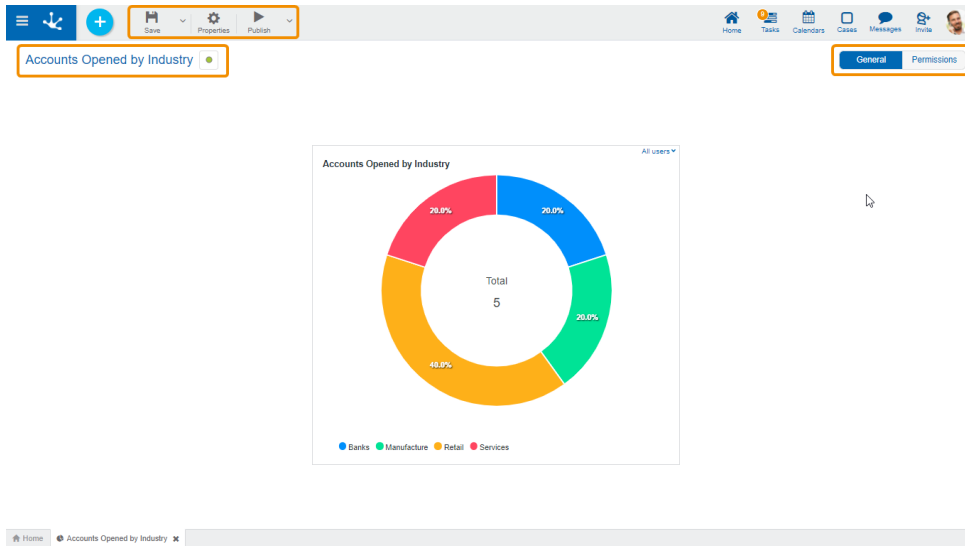 0
Save Properties Publish Home Tasks Calendars Cases Messages Invite
Accounts Opened by Industry General Permissions
All users
Accounts Opened by Industry
20.0% 20.0%
Total
5
20.0%
40.0%
Banks Manufacture Retail Services
Home Accounts Opened by Industry